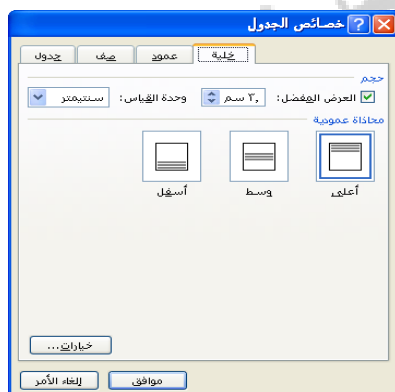 خصائص الجدول
جدول صف عمود خلية
حجم
العرض المفضل: ٣, سم وحدة القياس: سنتيمتر
محاذاة عمودية
أعلى وسط أسفل
خيارات...
موافق إلغاء الأمر